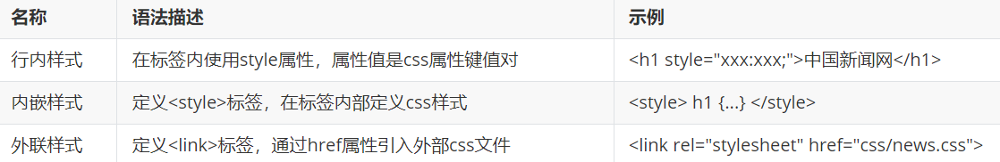 名称 语法描述 示例
行内样式 在标签内使用style属性，属性值是css属性键值对 <h1 style="xxx:xxx;">中国新闻网</h1>
内嵌样式 定义<style>标签，在标签内部定义css样式 <style> h1 {...} </style>
外联样式 定义<link>标签，通过href属性引入外部css文件 <link rel="stylesheet" href="css/news.css">